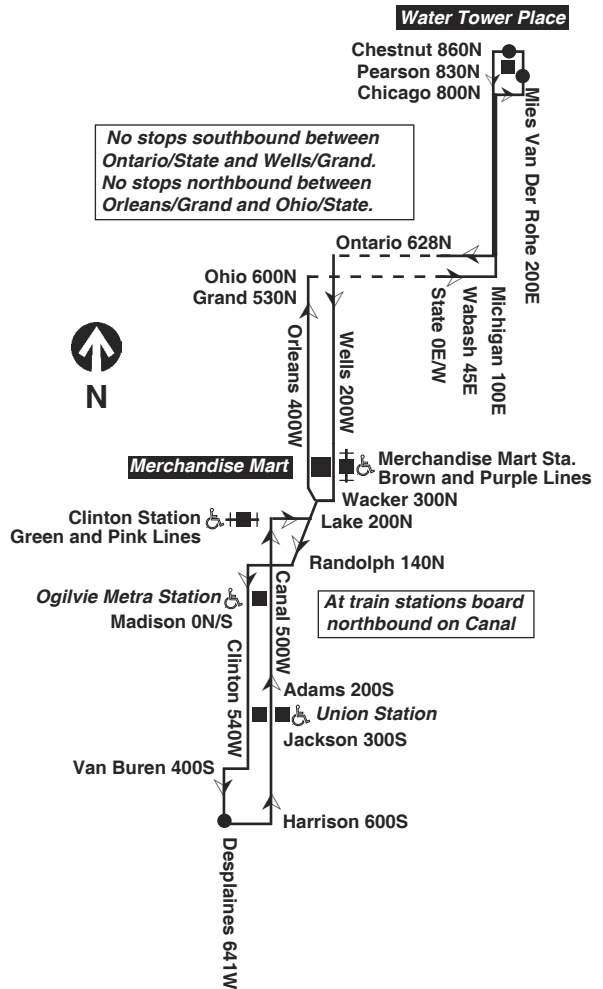 Water Tower Place
Chestnut 860N
Pearson 830N
Chicago 800N
Mies Van Der Rohe 200E
No stops southbound between
Ontario/State and Wells/Grand.
No stops northbound between
Orleans/Grand and Ohio/State.
Ontario 628N
Ohio 600N
Grand 530N
State 0E/W
Wabash 45E
Michigan 100E
Orleans 400W
Wells 200W
N
Merchandise Mart
Merchandise Mart Sta.
Brown and Purple Lines
Wacker 300N
Clinton Station
Green and Pink Lines
Lake 200N
Randolph 140N
Ogilvie Metra Station
Madison 0N/S
Canal 500W
At train stations board
northbound on Canal
Clinton 540W
Adams 200S
Union Station
Jackson 300S
Van Buren 400S
Harrison 600S
Desplaines 641W